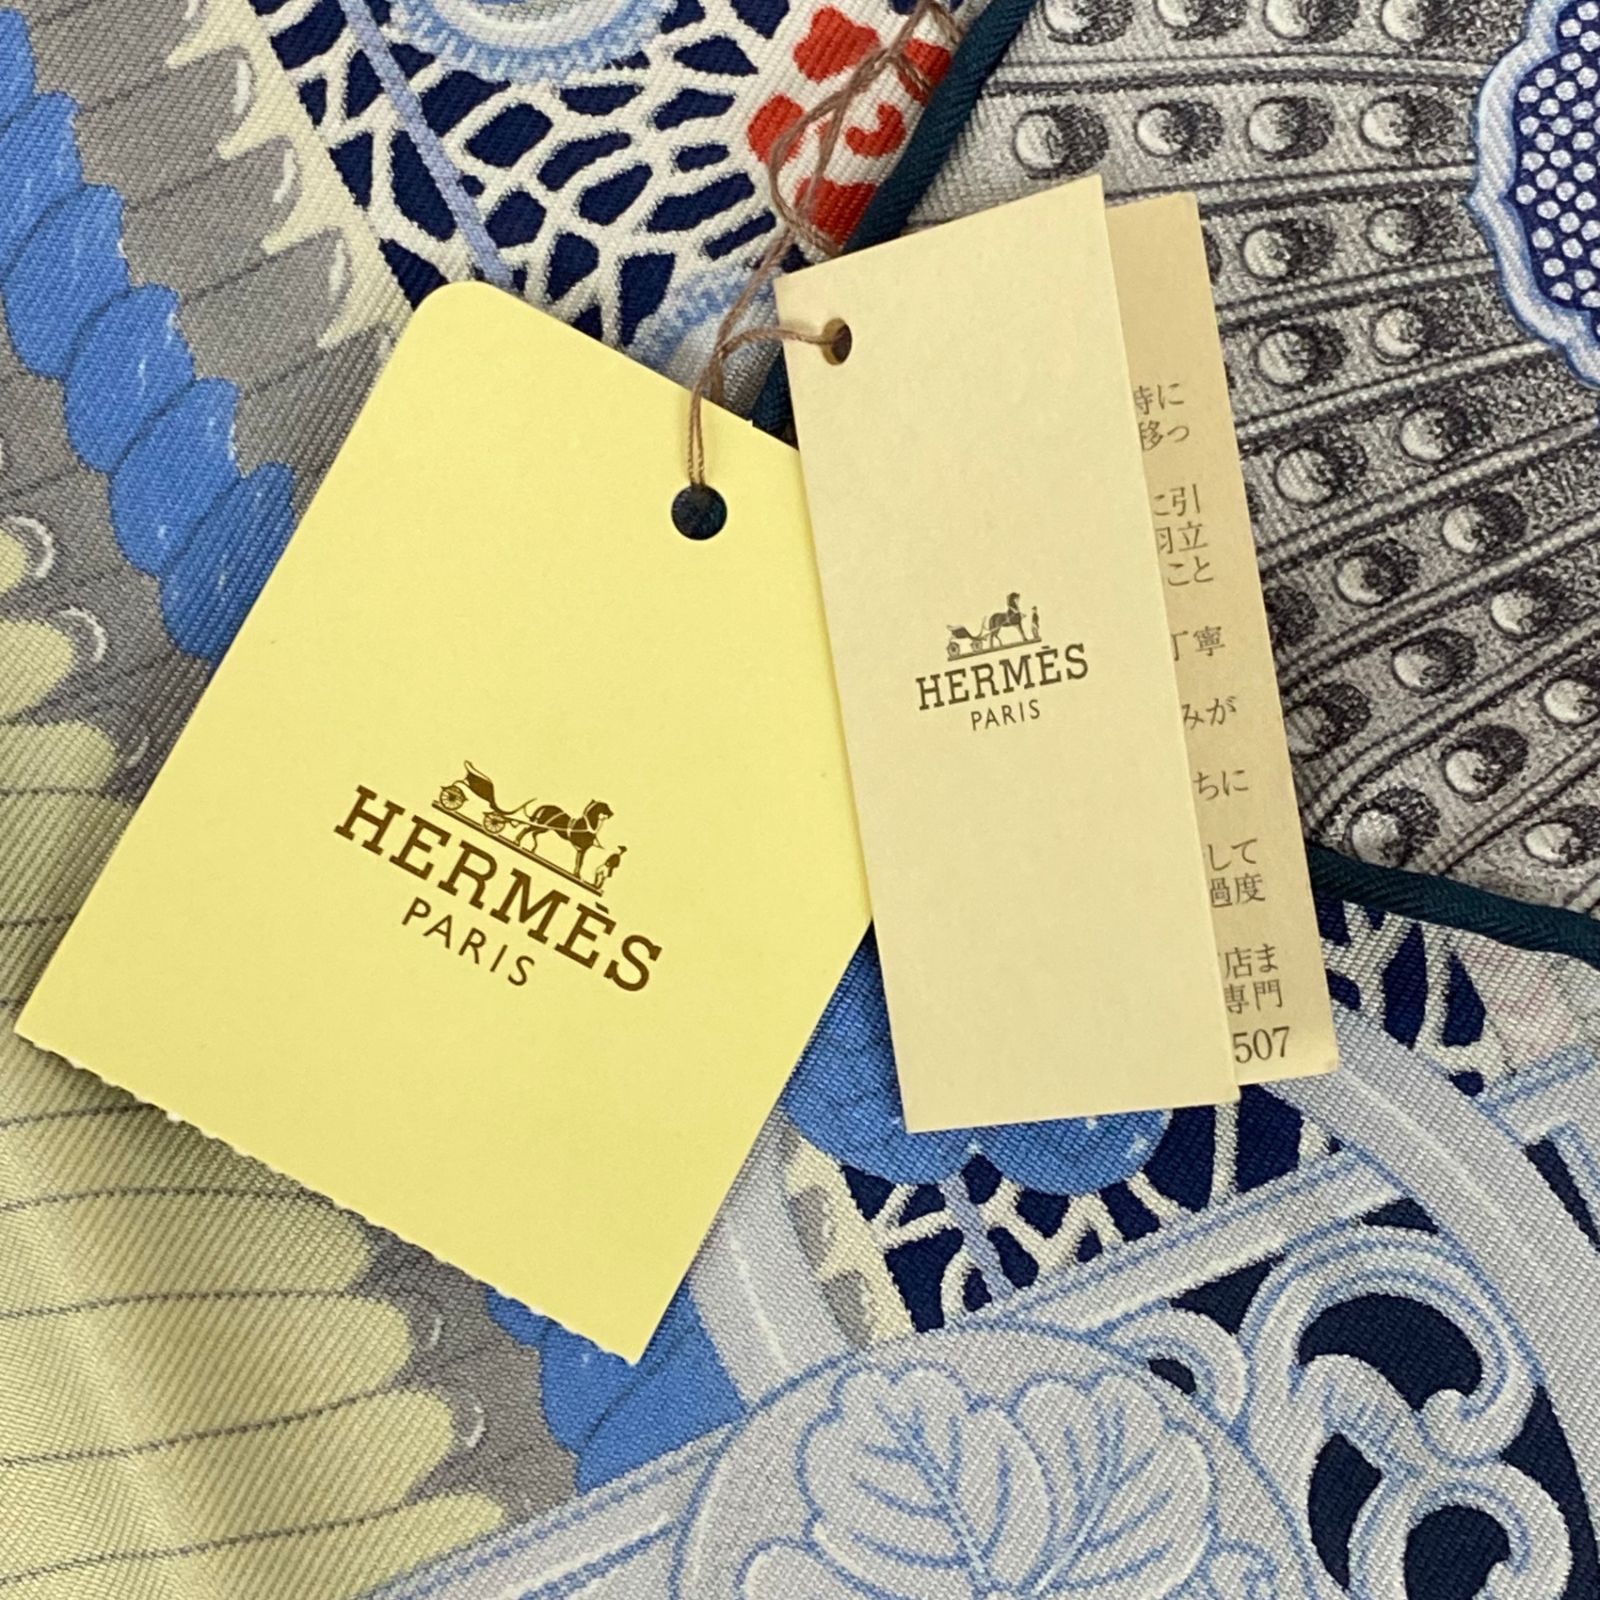 HERMÈS
PARIS
HERMÈS
PARIS
時に
移っ
に引
羽立
こと
丁寧
みが
ちに
して
過度
店ま
専門
507